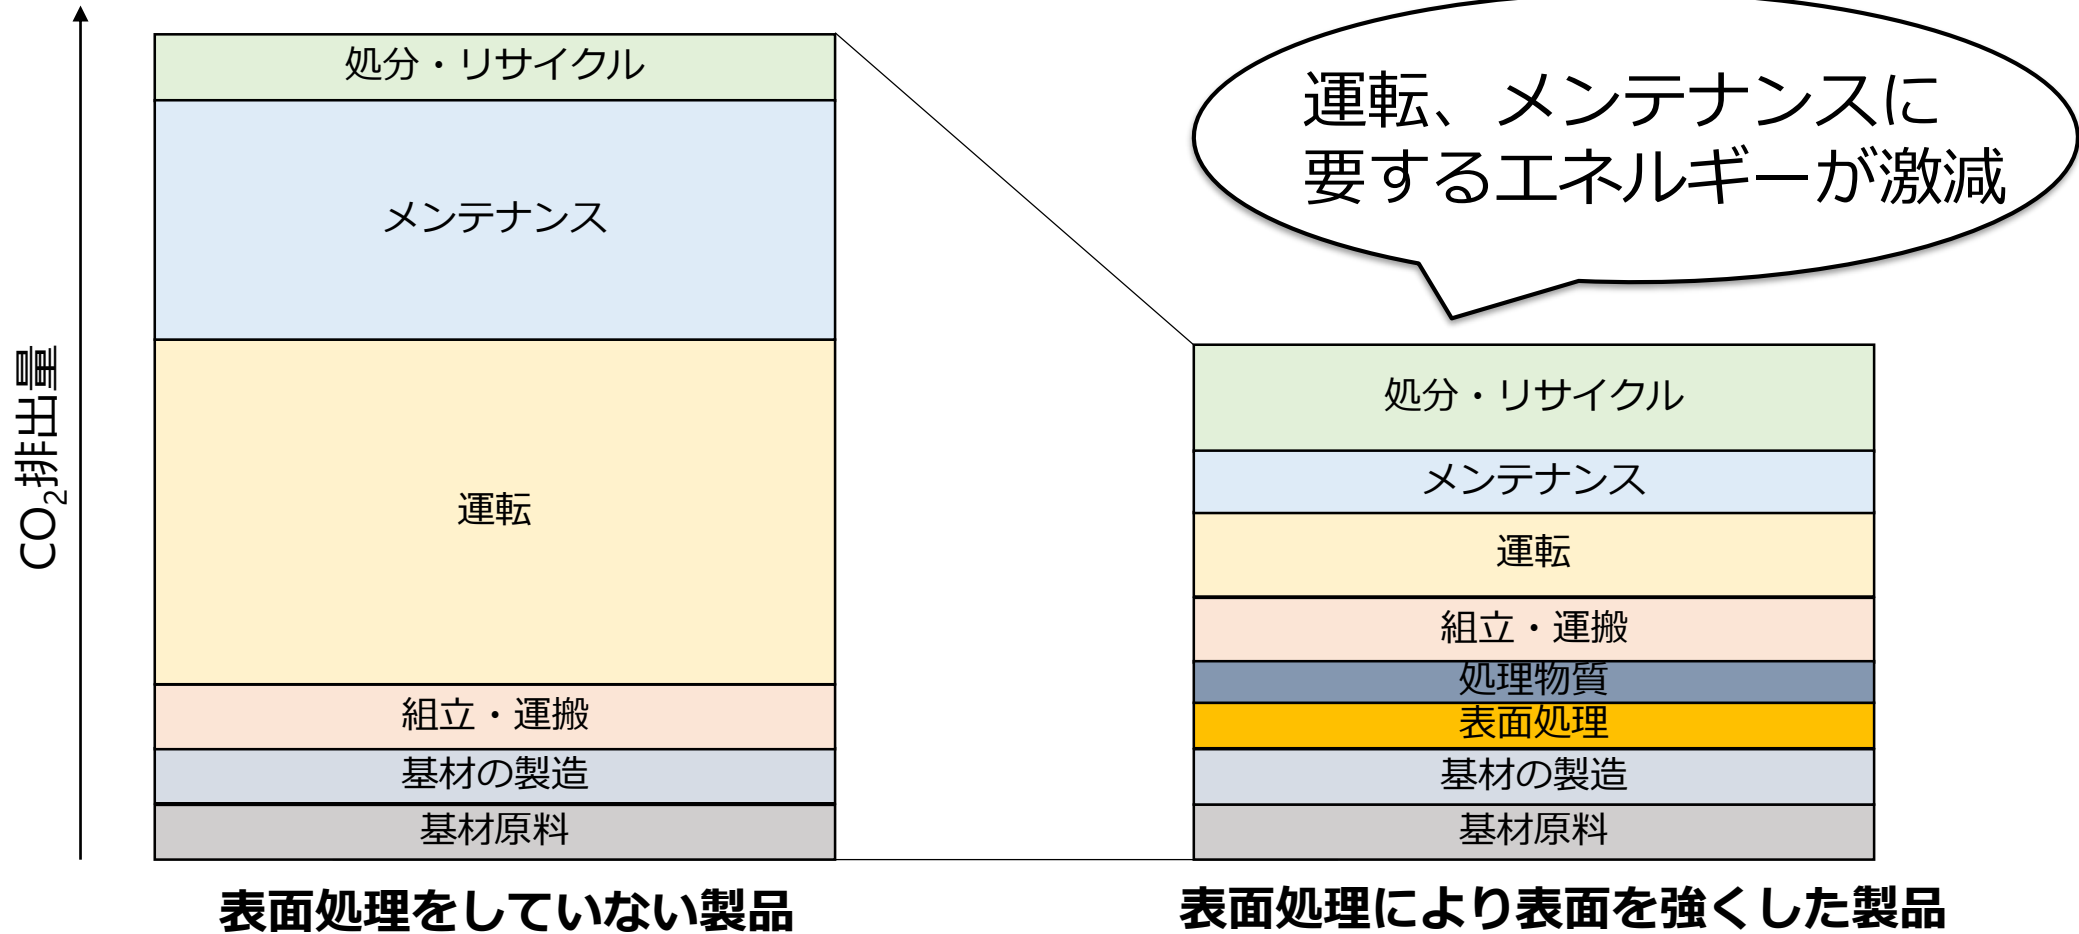 CO₂排出量
処分・リサイクル
メンテナンス
運転
組立・運搬
基材の製造
基材原料
表面処理をしていない製品
運転、メンテナンスに
要するエネルギーが激減
処分・リサイクル
メンテナンス
運転
組立・運搬
処理物質
表面処理
基材の製造
基材原料
表面処理により表面を強くした製品